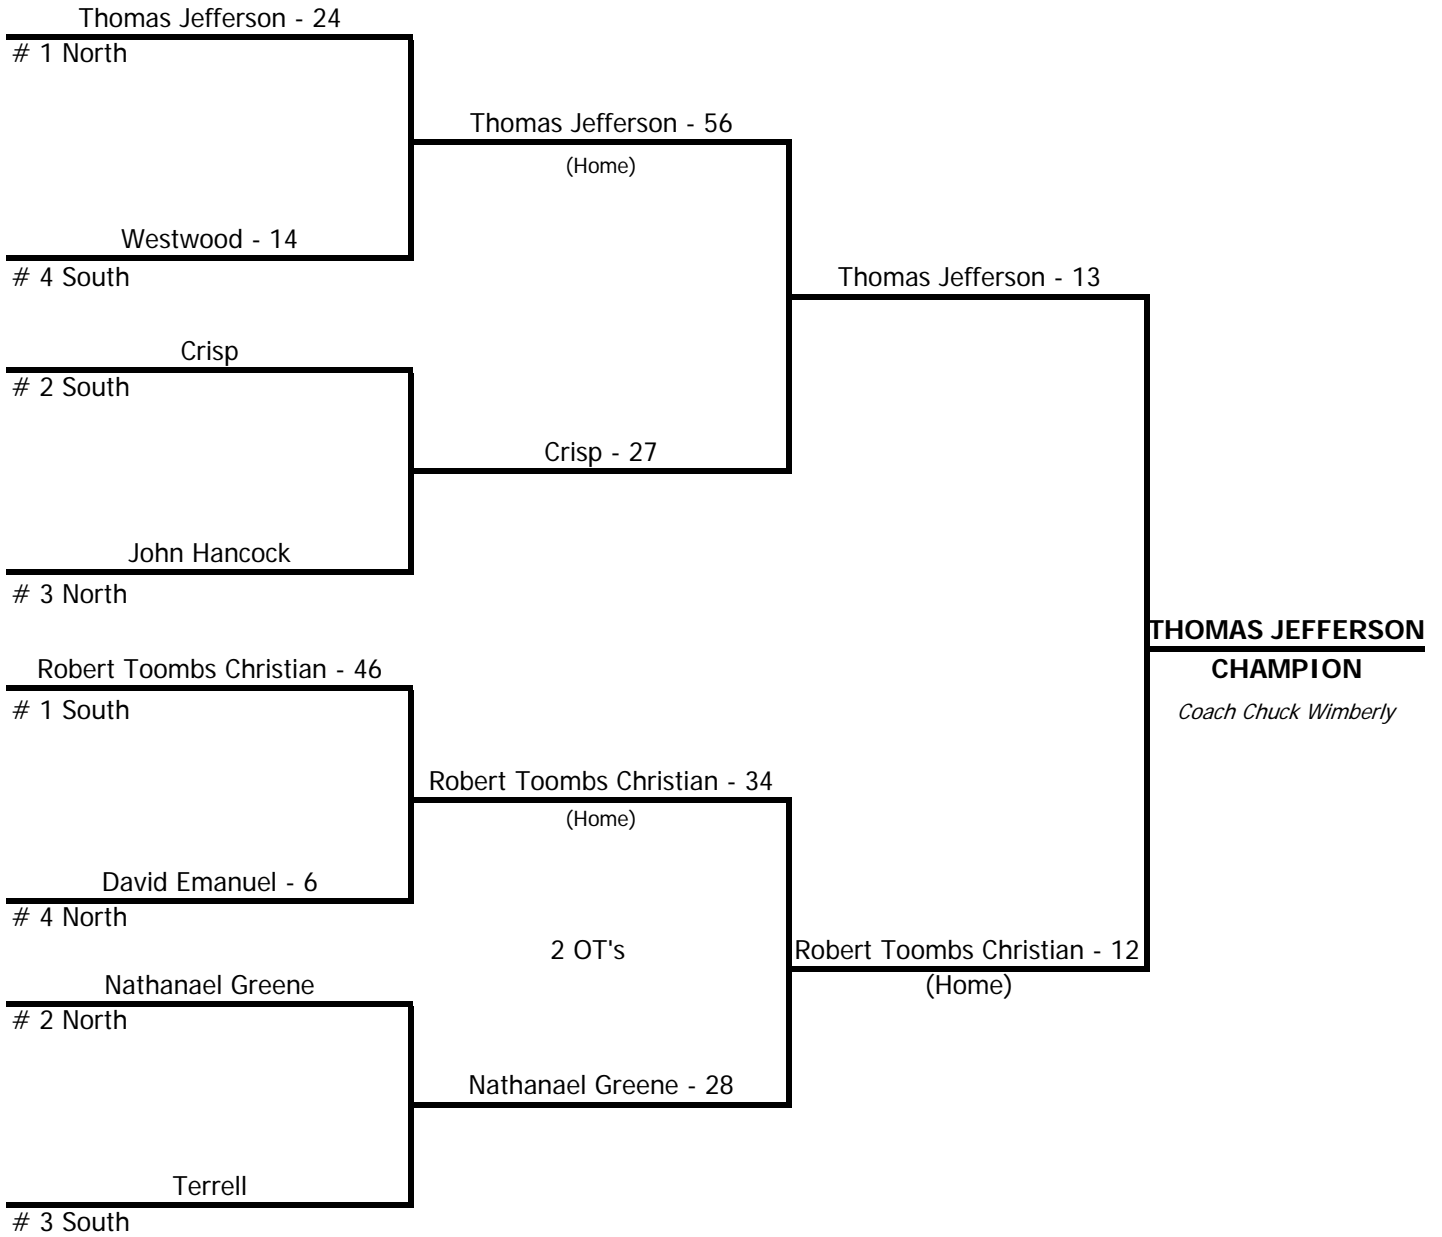 Thomas Jefferson - 24
# 1 North
Thomas Jefferson - 56
(Home)
Westwood - 14
# 4 South
Thomas Jefferson - 13
Crisp
# 2 South
Crisp - 27
John Hancock
# 3 North
THOMAS JEFFERSON
CHAMPION
Coach Chuck Wimberly
Robert Toombs Christian - 46
# 1 South
Robert Toombs Christian - 34
(Home)
David Emanuel - 6
# 4 North
2 OT's
Robert Toombs Christian - 12
(Home)
Nathanael Greene
# 2 North
Nathanael Greene - 28
Terrell
# 3 South